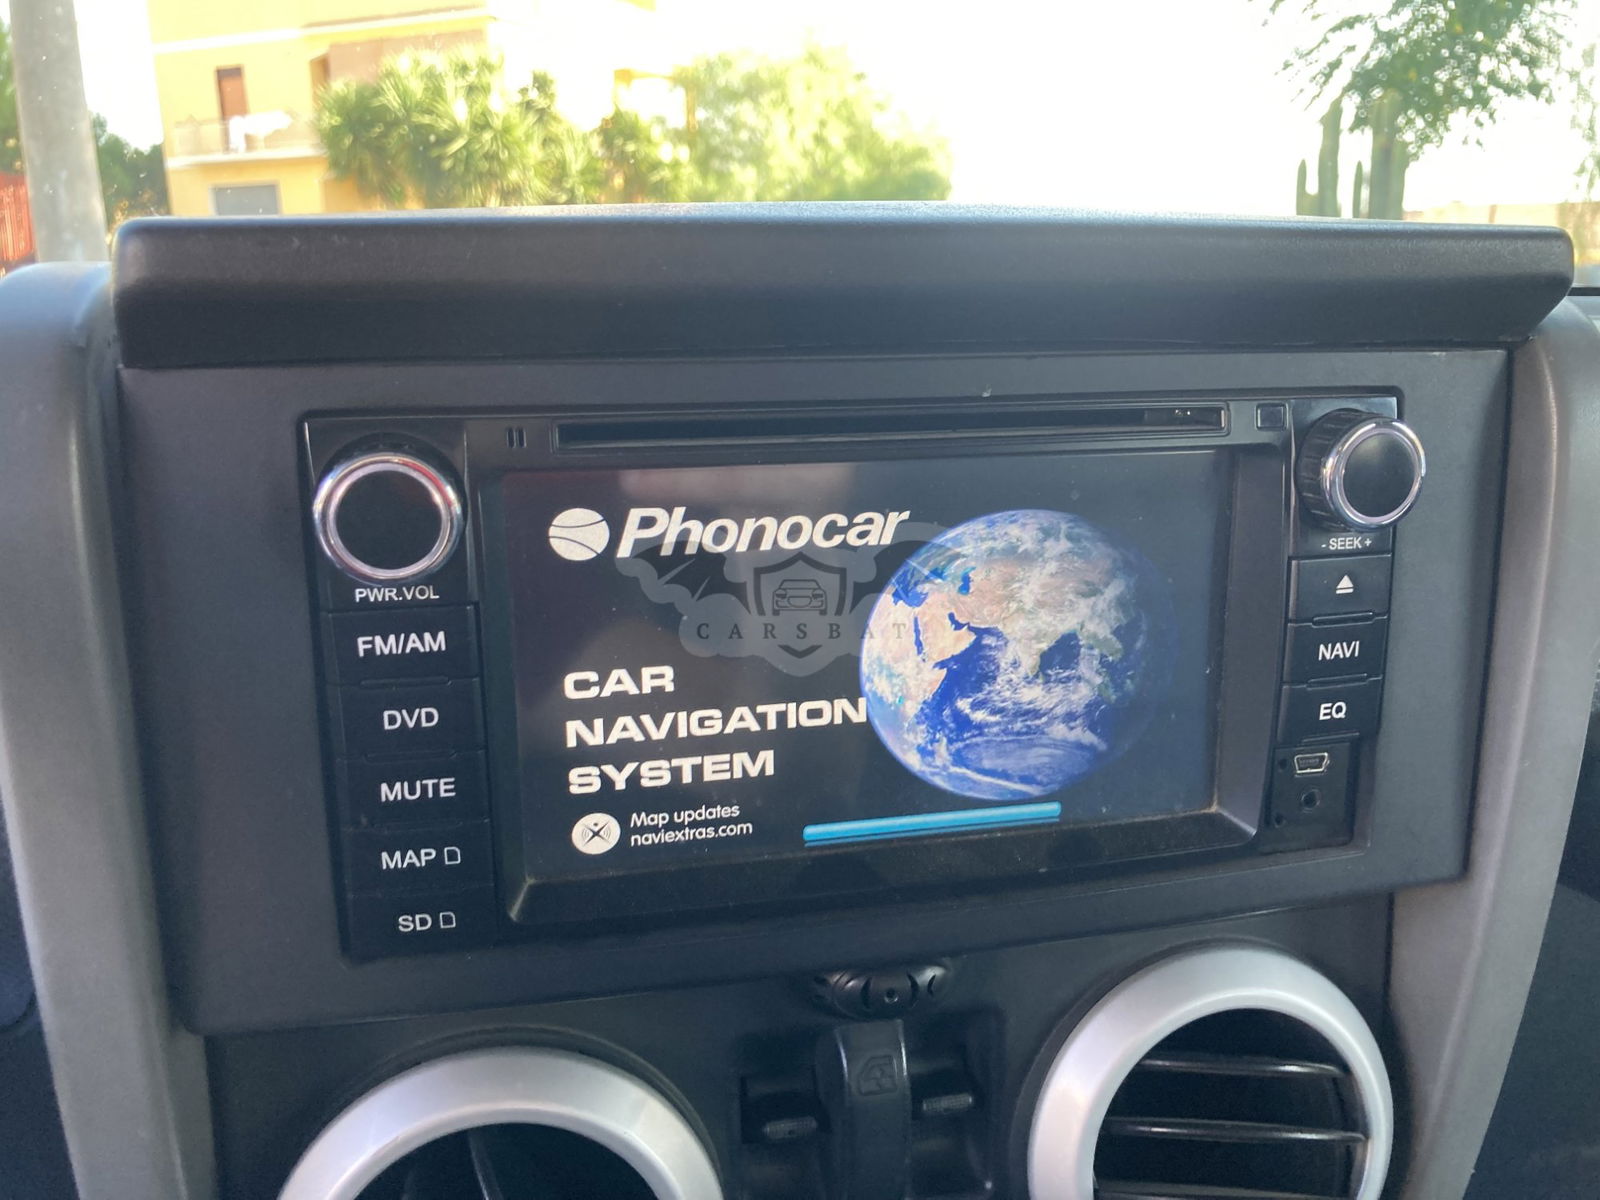 Phonocar
CARSBAT
CAR
NAVIGATION
SYSTEM
Map updates
naviextras.com
PWR.VOL
FM/AM
DVD
MUTE
MAP
SD
- SEEK +
NAVI
EQ